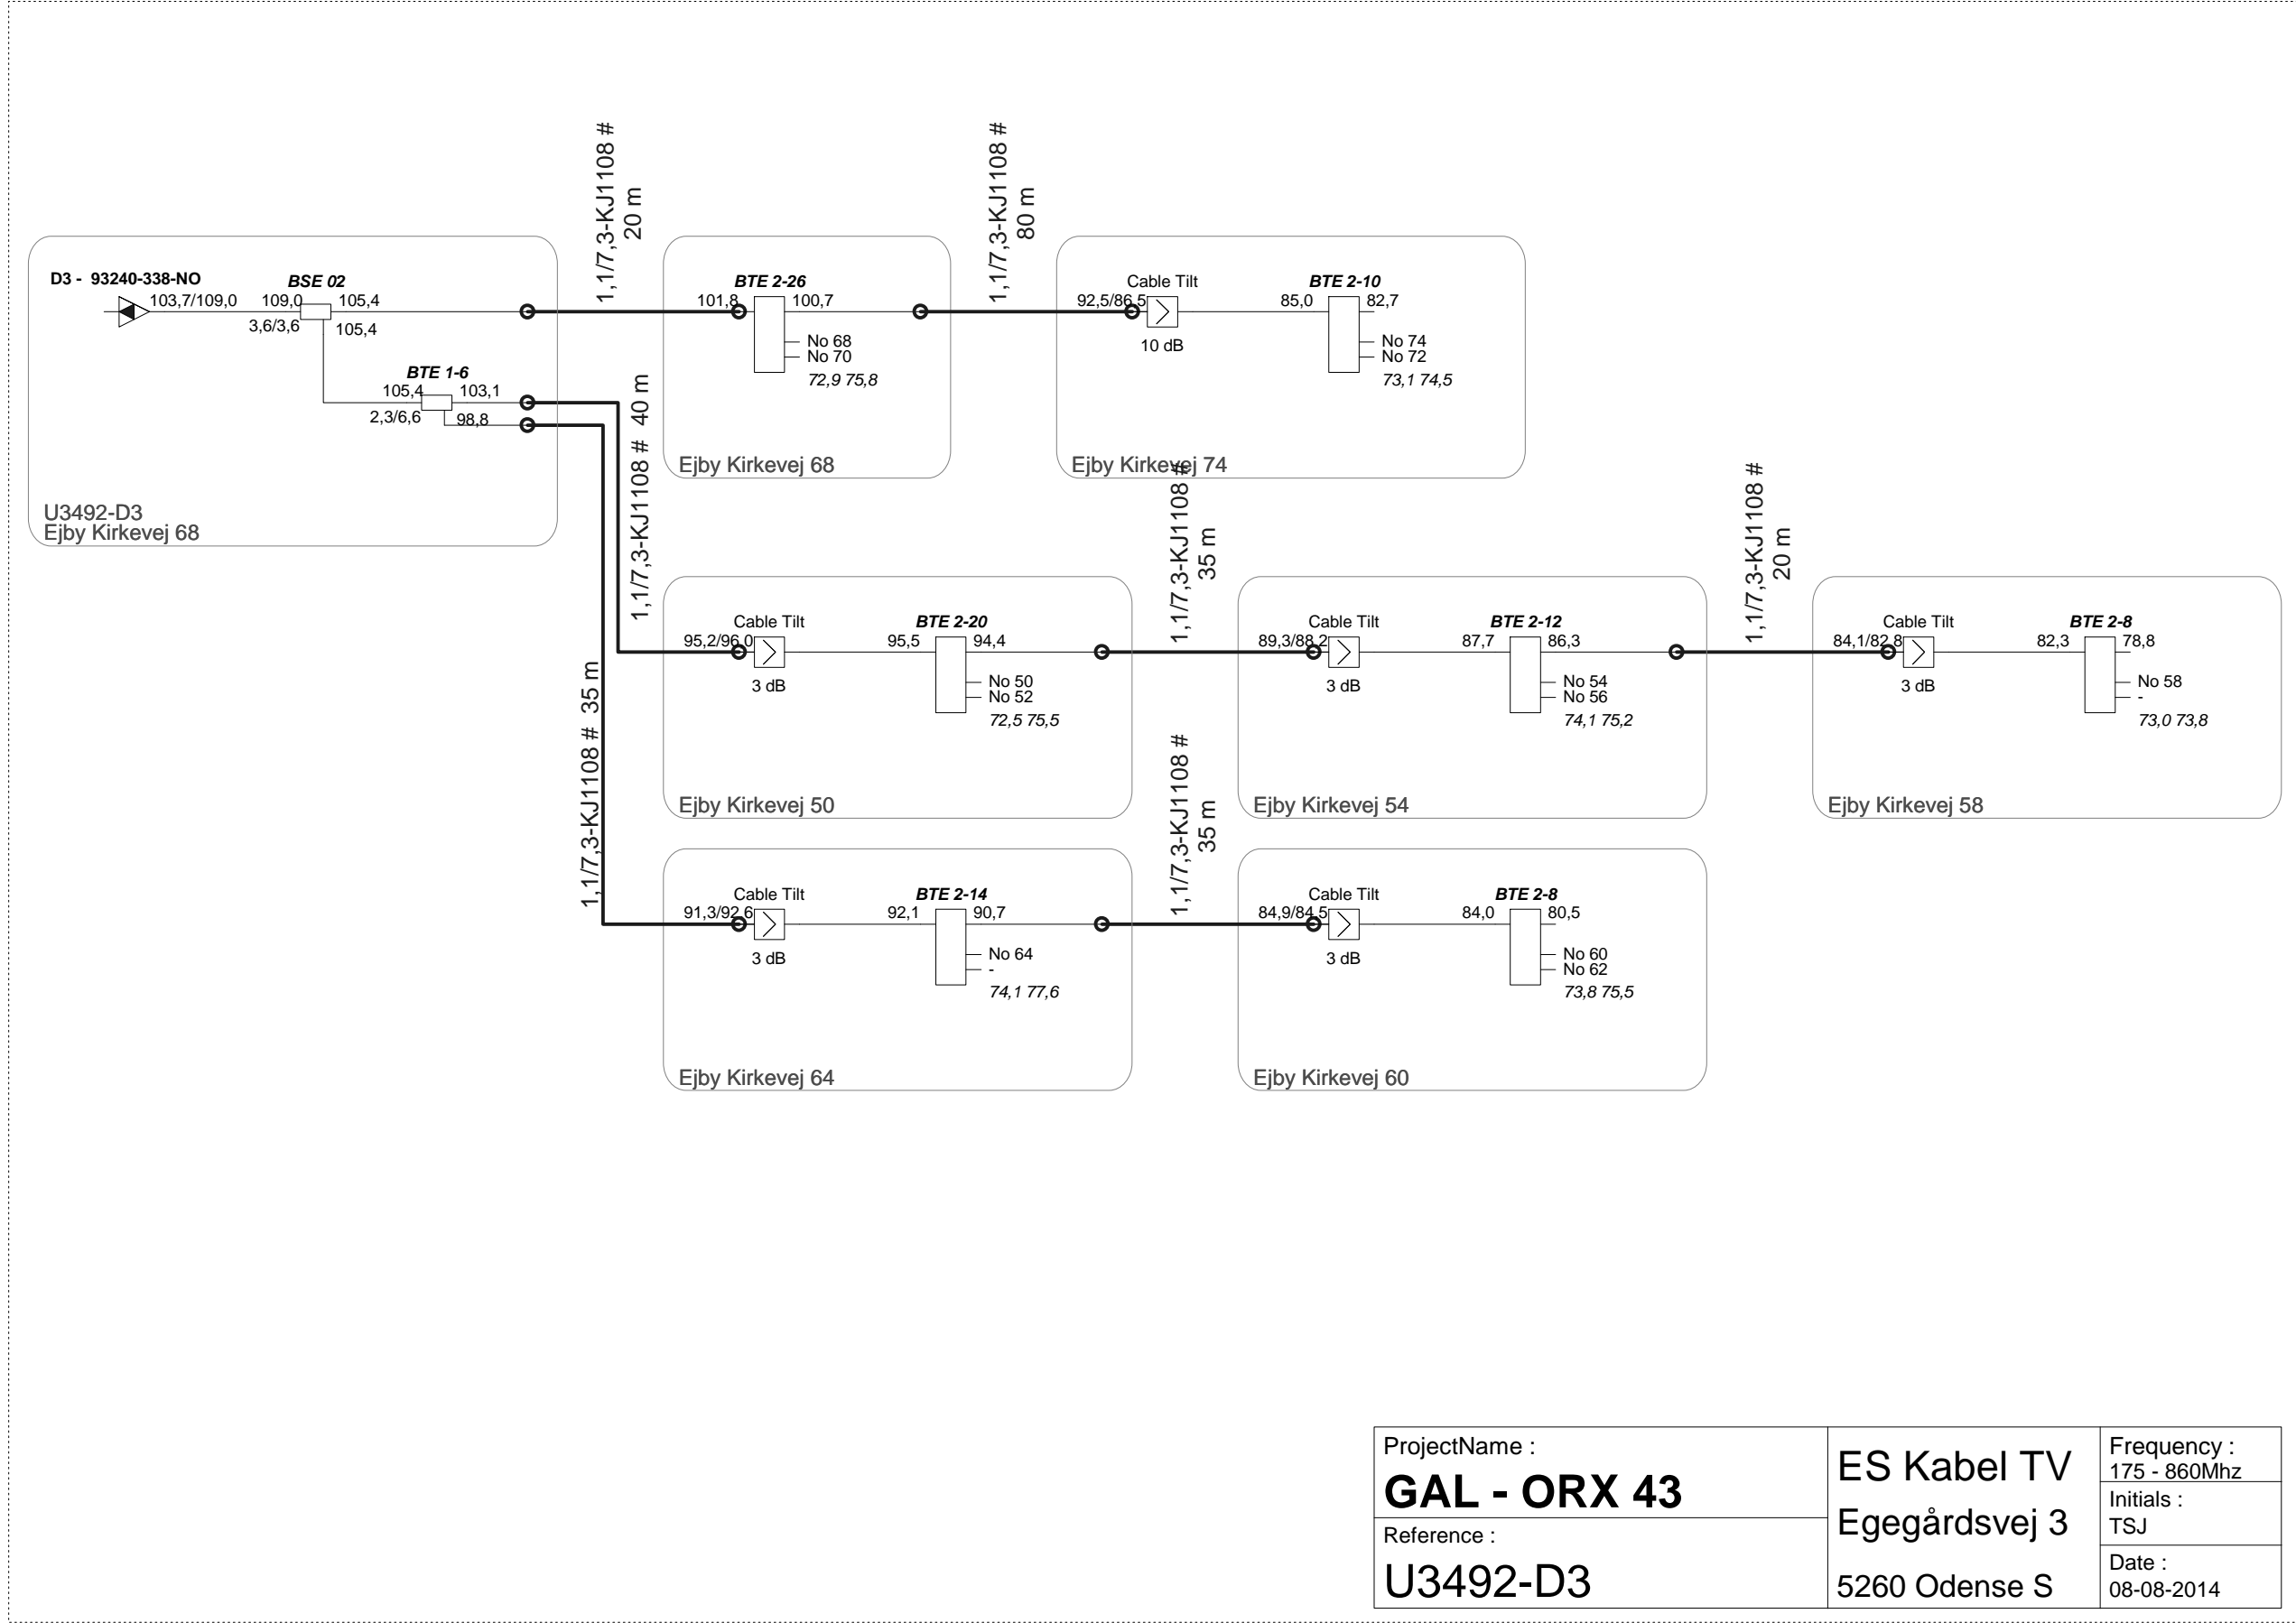 1,1/7,3-KJ1108 #
20 m
1,1/7,3-KJ1108 #
80 m
D3 -  93240-338-NO
103,7/109,0
BSE 02
109,0
105,4
3,6/3,6
105,4
BTE 1-6
105,4
103,1
2,3/6,6
98,8
U3492-D3
Ejby Kirkevej 68
BTE 2-26
101,8
100,7
No 68
No 70
72,9 75,8
Ejby Kirkevej 68
Cable Tilt
92,5/86,5
10 dB
BTE 2-10
85,0
82,7
No 74
No 72
73,1 74,5
Ejby Kirkevej 74
1,1/7,3-KJ1108 #  40 m
1,1/7,3-KJ1108 #
35 m
1,1/7,3-KJ1108 #
20 m
Cable Tilt
95,2/96,0
3 dB
BTE 2-20
95,5
94,4
No 50
No 52
72,5 75,5
Ejby Kirkevej 50
Cable Tilt
89,3/88,2
3 dB
BTE 2-12
87,7
86,3
No 54
No 56
74,1 75,2
Ejby Kirkevej 54
Cable Tilt
84,1/82,8
3 dB
BTE 2-8
82,3
78,8
No 58
-
73,0 73,8
Ejby Kirkevej 58
1,1/7,3-KJ1108 #  35 m
1,1/7,3-KJ1108 #
35 m
Cable Tilt
91,3/92,6
3 dB
BTE 2-14
92,1
90,7
No 64
-
74,1 77,6
Ejby Kirkevej 64
Cable Tilt
84,9/84,5
3 dB
BTE 2-8
84,0
80,5
No 60
No 62
73,8 75,5
Ejby Kirkevej 60
ProjectName :
GAL - ORX 43
Reference :
U3492-D3
ES Kabel TV
Egegårdsvej 3
5260 Odense S
Frequency :
175 - 860Mhz
Initials :
TSJ
Date :
08-08-2014